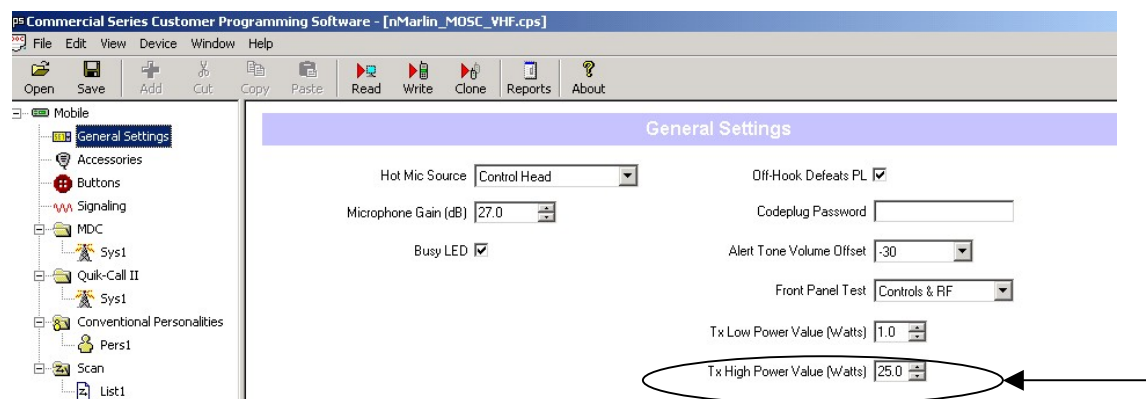 PS Commercial Series Customer Programming Software - [nMarlin_MOSC_VHF.cps]
File Edit View Device Window Help
Open Save Add Cut Copy Paste Read Write Clone Reports About
Mobile
General Settings
Accessories
Buttons
Signaling
MDC
Sys1
Quik-Call II
Sys1
Conventional Personalities
Pers1
Scan
List1
General Settings
Hot Mic Source Control Head
Microphone Gain (dB) 27.0
Busy LED
Off-Hook Defeats PL
Codeplug Password
Alert Tone Volume Offset -30
Front Panel Test Controls & RF
Tx Low Power Value (Watts) 1.0
Tx High Power Value (Watts) 25.0